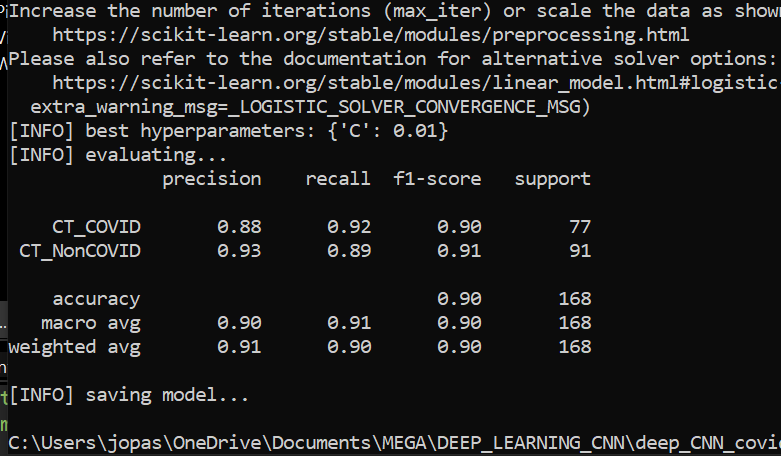 Increase the number of iterations (max_iter) or scale the data as shown
https://scikit-learn.org/stable/modules/preprocessing.html
Please also refer to the documentation for alternative solver options:
https://scikit-learn.org/stable/modules/linear_model.html#logistic
extra_warning_msg=_LOGISTIC_SOLVER_CONVERGENCE_MSG)
[INFO] best hyperparameters: {'C': 0.01}
[INFO] evaluating...
precision recall f1-score support
CT_COVID 0.88 0.92 0.90 77
CT_NonCOVID 0.93 0.89 0.91 91
accuracy 0.90 168
macro avg 0.90 0.91 0.90 168
weighted avg 0.91 0.90 0.90 168
[INFO] saving model...
C:\Users\jopas\OneDrive\Documents\MEGA\DEEP_LEARNING_CNN\deep_CNN_covid